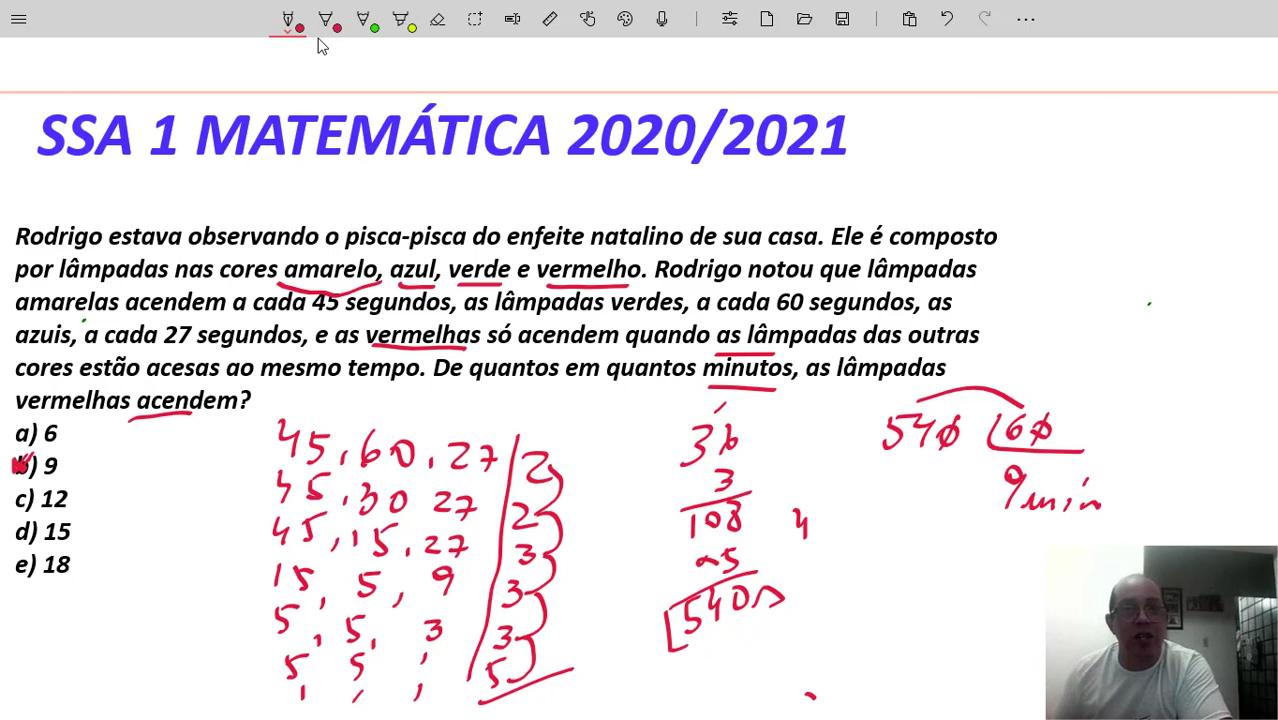 SSA 1 MATEMÁTICA 2020/2021
Rodrigo estava observando o pisca-pisca do enfeite natalino de sua casa. Ele é composto
por lâmpadas nas cores amarelo, azul, verde e vermelho. Rodrigo notou que lâmpadas
amarelas acendem a cada 45 segundos, as lâmpadas verdes, a cada 60 segundos, as
azuis, a cada 27 segundos, e as vermelhas só acendem quando as lâmpadas das outras
cores estão acesas ao mesmo tempo. De quantos em quantos minutos, as lâmpadas
vermelhas acendem?
a) 6
b) 9
c) 12
d) 15
e) 18
45, 60, 27 | 2
45, 30 27 | 2
45, 15, 27 | 3
15, 5, 9 | 3
5, 5, 3 | 3
5, 5, | 5
36
3
108
5
540
540 60
9 min